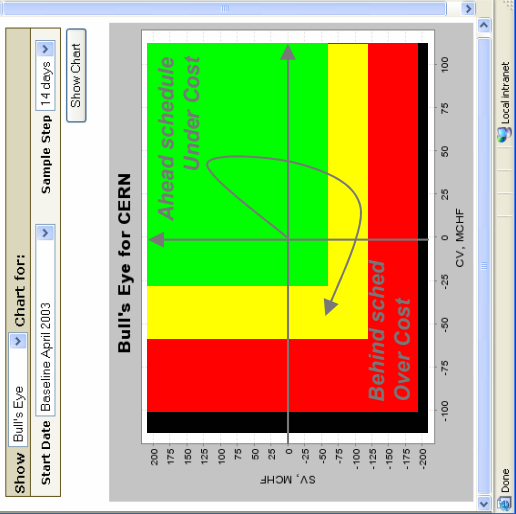 Show Bull's Eye Chart for:
Start Date Baseline April 2003 Sample Step 14 days
Show Chart
Bull's Eye for CERN
Ahead schedule
Under Cost
Behind sched
Over Cost
SV, MCHF
200
175
150
125
100
75
50
25
0
-25
-50
-75
-100
-125
-150
-175
-200
-100 -75 -50 -25 0 25 50 75 100
CV, MCHF
Done Local intranet